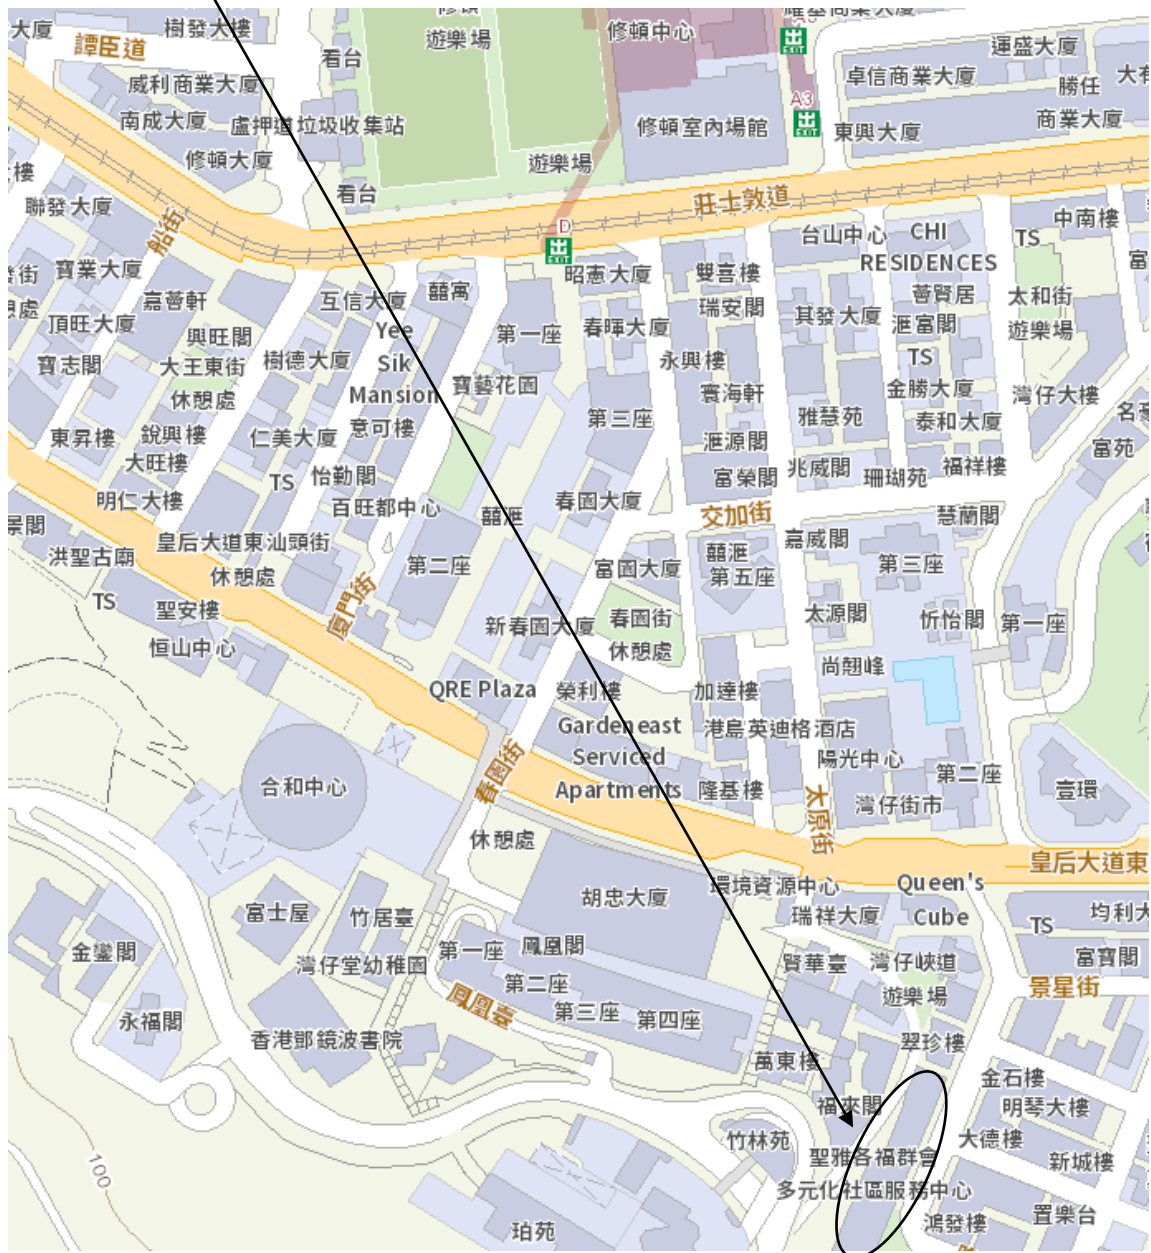 大廈
樹發大樓
修頓
遊樂場
修頓中心
A3
出
EXIT
運盛大廈
譚臣道
看台
威利商業大廈
卓信商業大廈
勝任
大有
南成大廈
盧押道垃圾收集站
A3
出
EXIT
修頓室內場館
東興大廈
商業大廈
修頓大廈
遊樂場
樓
看台
莊士敦道
聯發大廈
船街
D
出
EXIT
台山中心
CHI
RESIDENCES
TS
中南樓
寶業大廈
嘉薈軒
互信大廈
囍寓
昭憲大廈
雙喜樓
薈賢居
太和街
遊樂場
頂旺大廈
興旺閣
Yee
Sik
Mansion
第一座
春暉大廈
瑞安閣
其發大廈
滙富閣
寶志閣
大王東街
休憩處
樹德大廈
寶藝花園
永興樓
TS
金勝大廈
灣仔大樓
寰海軒
第三座
雅慧苑
泰和大廈
東昇樓
銳興樓
仁美大廈
意可樓
滙源閣
富苑
大旺樓
TS
怡勤閣
富榮閣
兆威閣
珊瑚苑
福祥樓
明仁大樓
百旺都中心
囍滙
春園大廈
交加街
慧蘭閣
景閣
洪聖古廟
皇后大道東汕頭街
休憩處
第二座
富園大廈
囍滙
第五座
嘉威閣
第三座
TS
聖安樓
廈門街
新春園大廈
春園街
休憩處
太源閣
忻怡閣
第一座
恒山中心
尚翹峰
QRE Plaza
榮利樓
加達樓
Gardeneast
Serviced
Apartments
港島英迪格酒店
陽光中心
第二座
合和中心
春園街
隆基樓
太原街
灣仔街市
壹環
休憩處
皇后大道東
胡忠大廈
環境資源中心
Queen's
Cube
富士屋
竹居臺
瑞祥大廈
TS
均利大
金鑾閣
灣仔堂幼稚園
第一座
鳳凰閣
賢華臺
灣仔峽道
遊樂場
富寶閣
第二座
景星街
永福閣
鳳凰臺
第三座
第四座
香港鄧鏡波書院
翠珍樓
萬東樓
金石樓
福來閣
明琴大樓
竹林苑
大德樓
聖雅各福群會
多元化社區服務中心
新城樓
100
珀苑
鴻發樓
置樂台